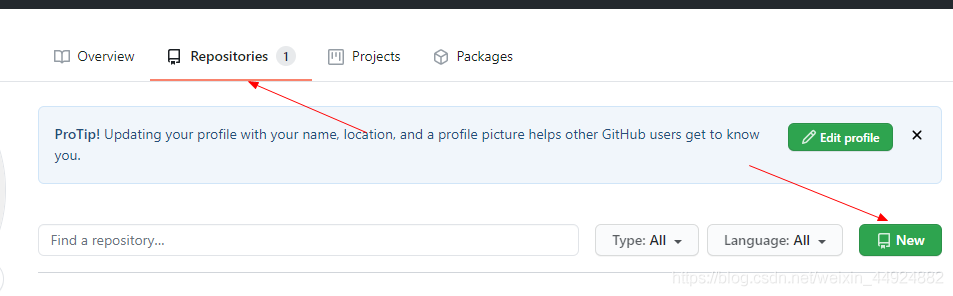 Overview Repositories 1 Projects Packages
ProTip! Updating your profile with your name, location, and a profile picture helps other GitHub users get to know
you.
Edit profile
Find a repository...
Type: All
Language: All
New
https://blog.csdn.net/weixin_44924882